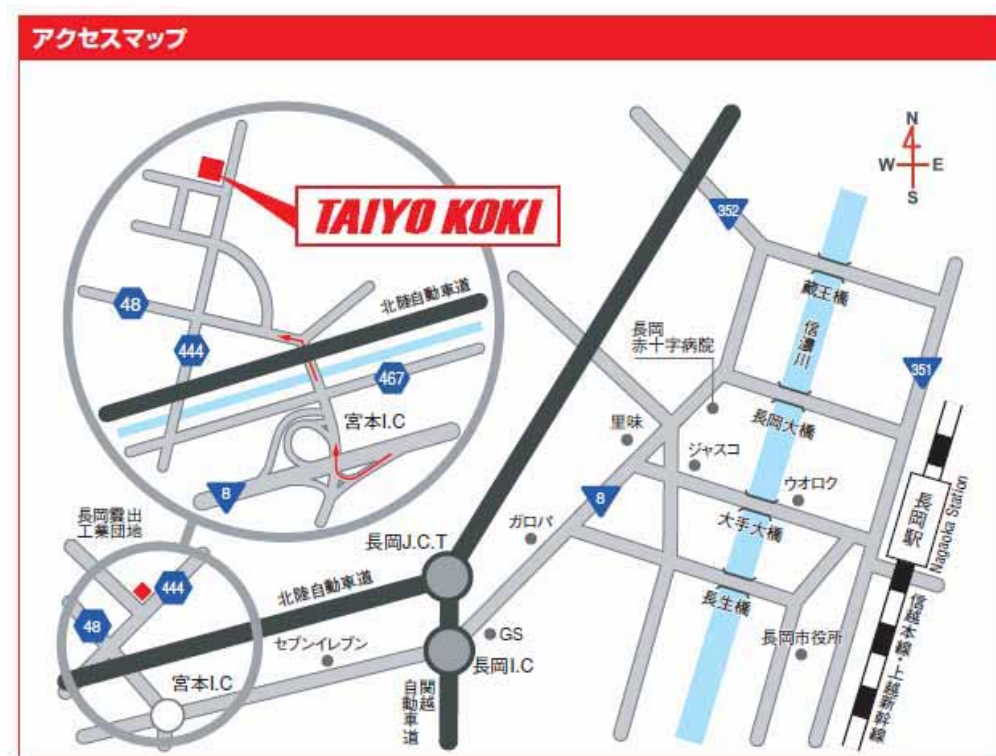 アクセスマップ
N
W E
S
TAIYO KOKI
北陸自動車道
48
444
467
宮本I.C
8
352
蔵王橋
信濃川
351
長岡
赤十字病院
長岡大橋
里味
ジャスコ
ウオロク
8
大手大橋
ガロパ
長岡駅
Nagaoka Station
長岡雲出
工業団地
長岡J.C.T
444
北陸自動車道
長生橋
48
セブンイレブン
GS
長岡市役所
宮本I.C
長岡I.C
関越
自動車道
信越本線・上越新幹線